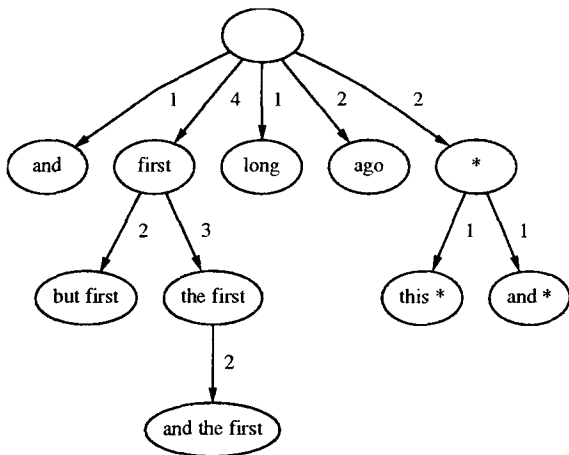 1 4 1 2 2
and first long ago *
2 3 1 1
but first the first this * and *
2
and the first